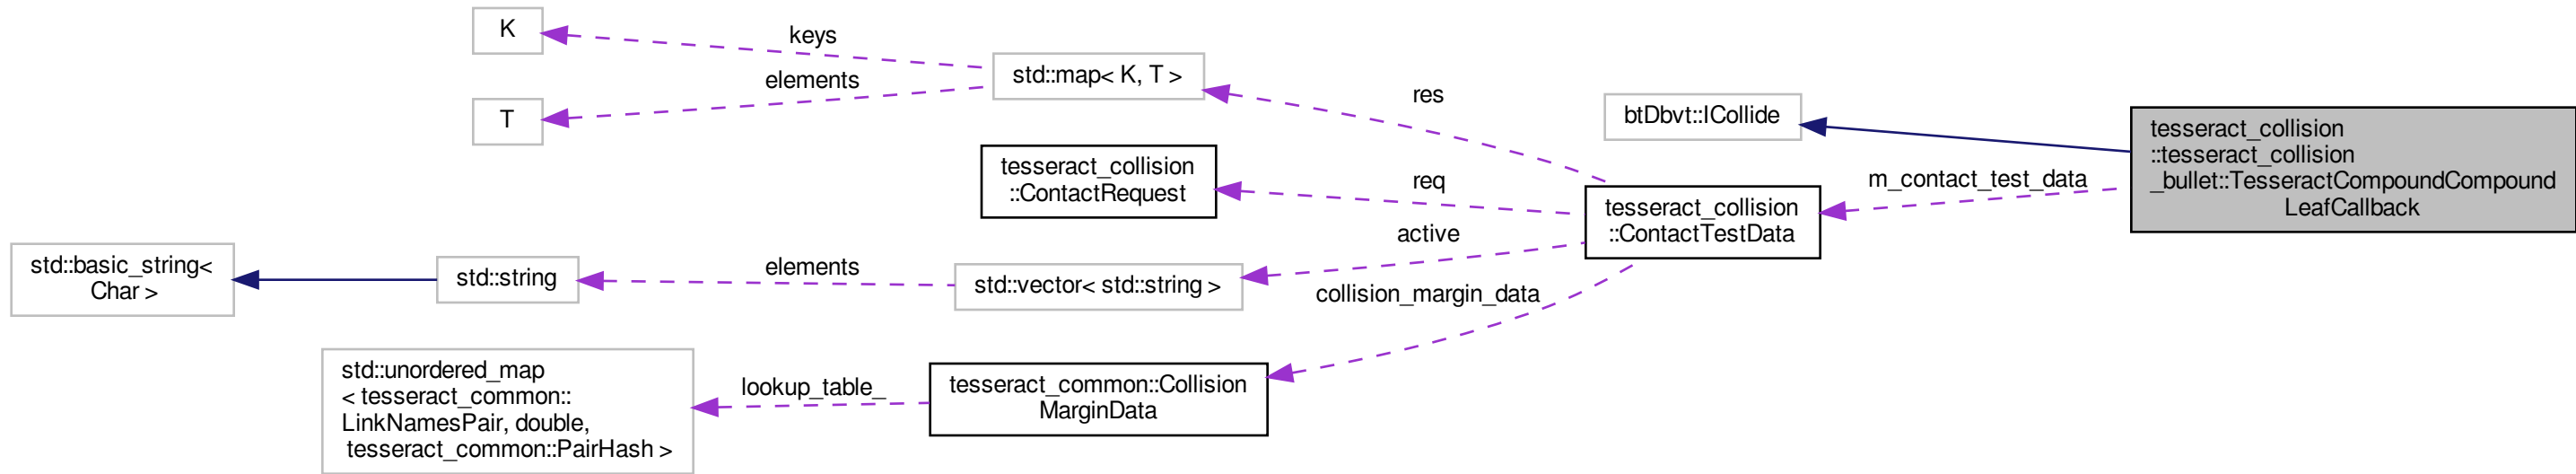 K
keys
std::map< K, T >
elements
T
res
btDbvt::ICollide
tesseract_collision
::tesseract_collision
_bullet::TesseractCompoundCompound
LeafCallback
m_contact_test_data
tesseract_collision
::ContactRequest
req
tesseract_collision
::ContactTestData
active
std::basic_string<
Char >
std::string
elements
std::vector< std::string >
collision_margin_data
std::unordered_map
< tesseract_common::
LinkNamesPair, double,
tesseract_common::PairHash >
lookup_table_
tesseract_common::Collision
MarginData